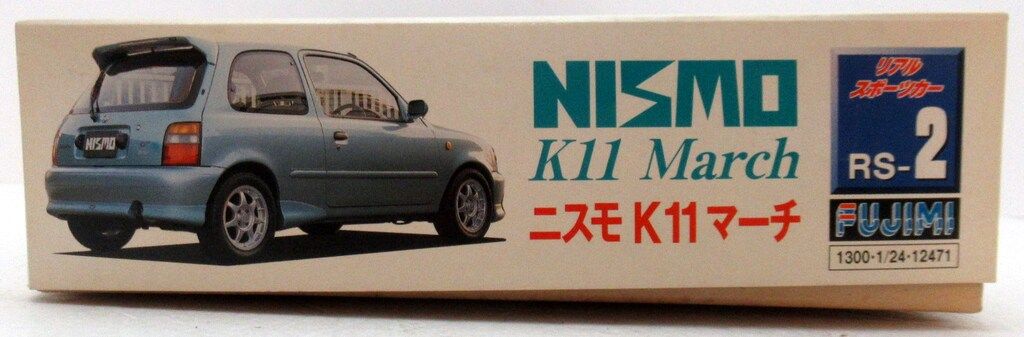 NISMO
NISMO
K11 March
ニスモ K11 マーチ
リアル
スポーツカー
RS-2
FUJIMI
1300・1/24・12471